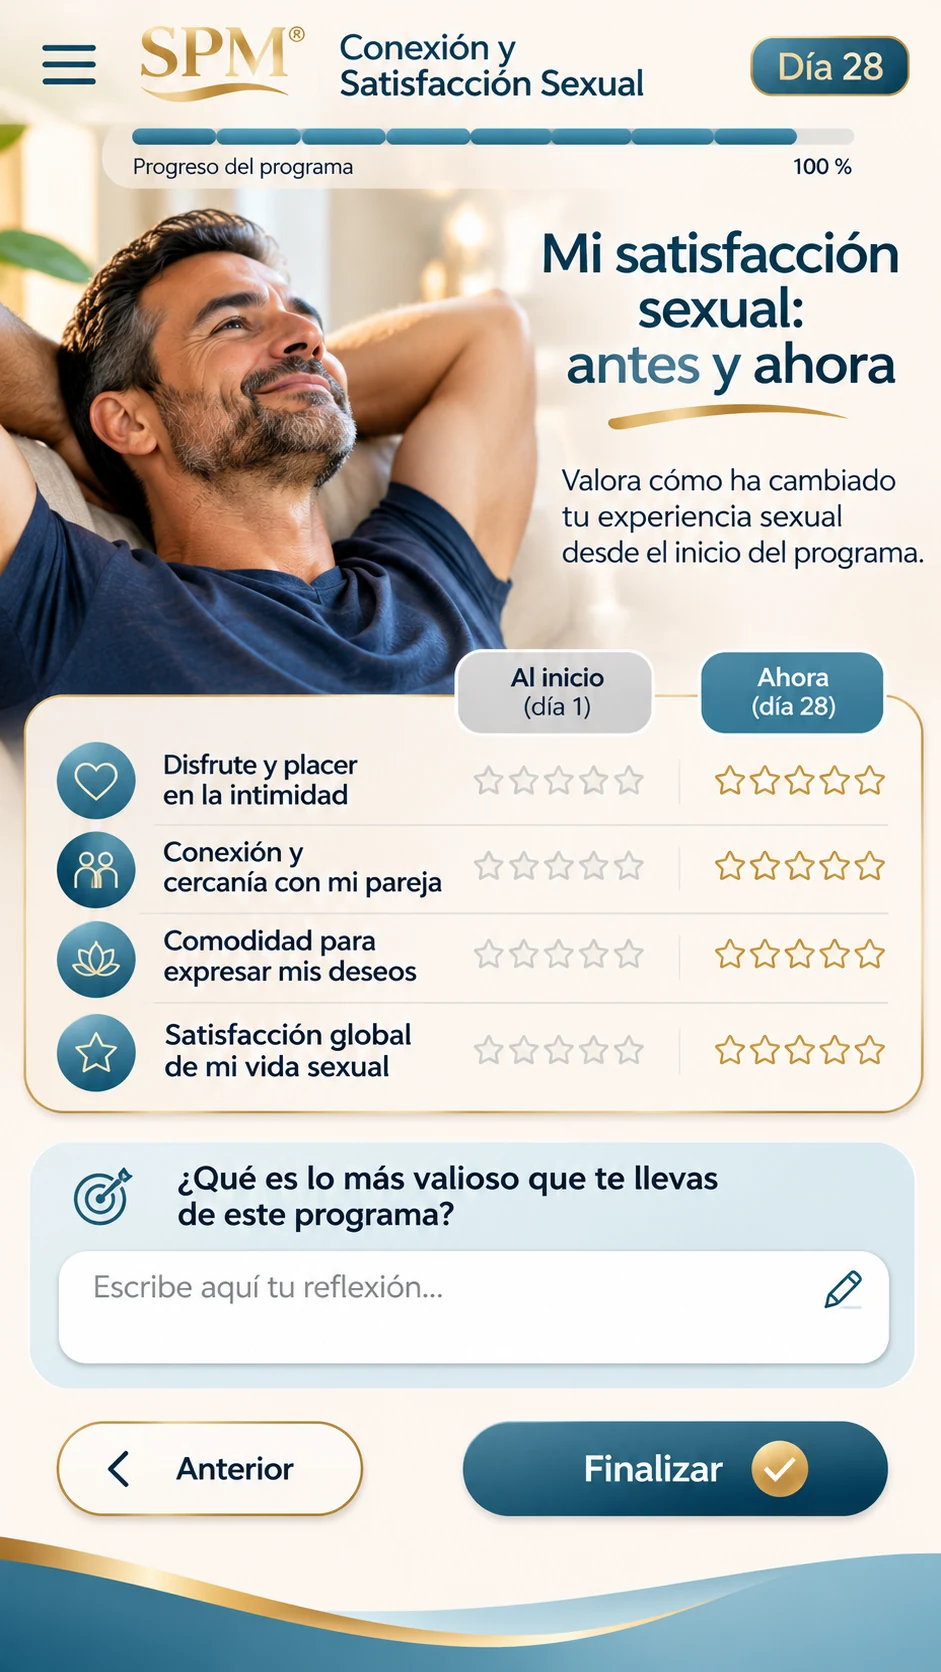 SPM®
Conexión y
Satisfacción Sexual
Día 28
Progreso del programa
100 %
Mi satisfacción
sexual:
antes y ahora
Valora cómo ha cambiado
tu experiencia sexual
desde el inicio del programa.
Al inicio
(día 1)
Ahora
(día 28)
Disfrute y placer
en la intimidad
Conexión y
cercanía con mi pareja
Comodidad para
expresar mis deseos
Satisfacción global
de mi vida sexual
¿Qué es lo más valioso que te llevas
de este programa?
Escribe aquí tu reflexión...
Anterior
Finalizar